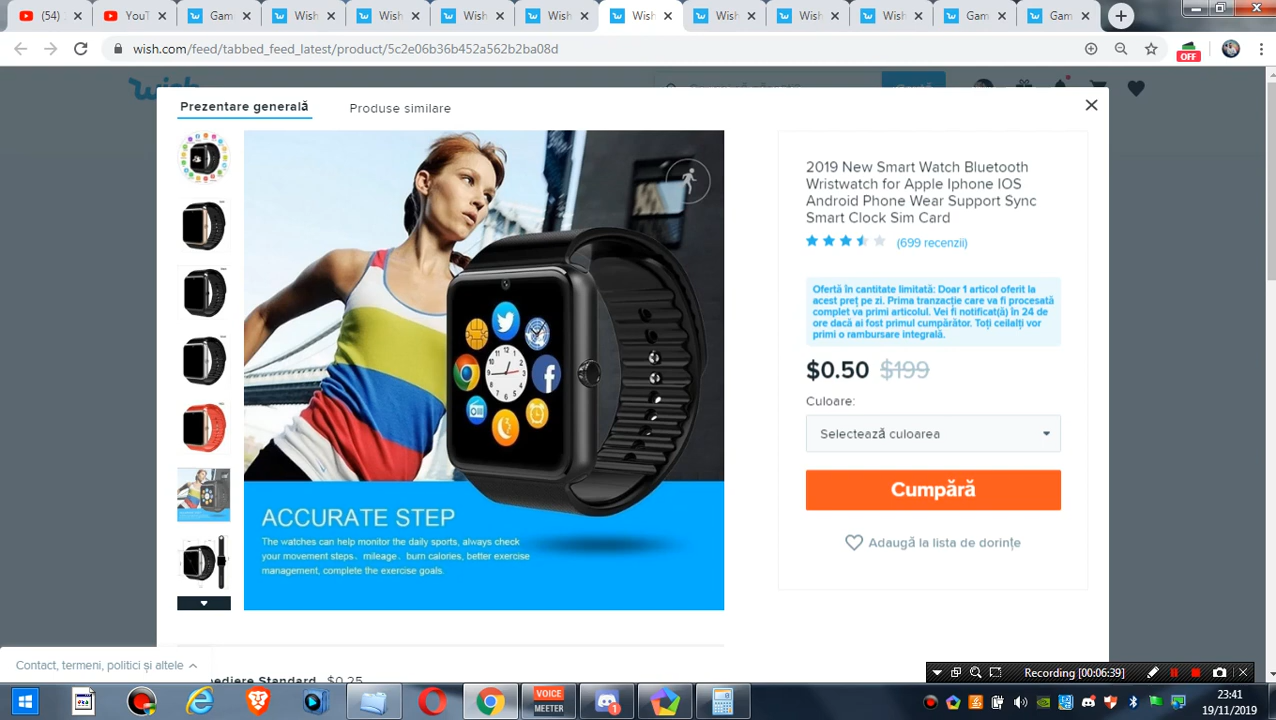 (54)
YouT
Gam
Wish
Wish
Wish
Wish
Wish
Wish
Wish
Wish
Gam
Gam
wish.com/feed/tabbed_feed_latest/product/5c2e06b36b452a562b2ba08d
OFF
wish
Prezentare generală
Produse similare
2019 New Smart Watch Bluetooth
Wristwatch for Apple Iphone IOS
Android Phone Wear Support Sync
Smart Clock Sim Card
(699 recenzii)
Ofertă în cantitate limitată: Doar 1 articol oferit la
acest preț pe zi. Prima tranzacție care va fi procesată
complet va primi articolul. Vei fi notificat(ă) în 24 de
ore dacă ai fost primul cumpărător. Toți ceilalți vor
primi o rambursare integrală.
$0.50 $199
Culoare:
Selectează culoarea
Cumpără
Adaugă la lista de dorințe
ACCURATE STEP
The watches can help monitor the daily sports, always check
your movement steps、mileage、burn calories, better exercise
management, complete the exercise goals.
Contact, termeni, politici și altele
pediere Standard $0.25
Recording [00:06:39]
VOICE
MEETER
23:41
19/11/2019